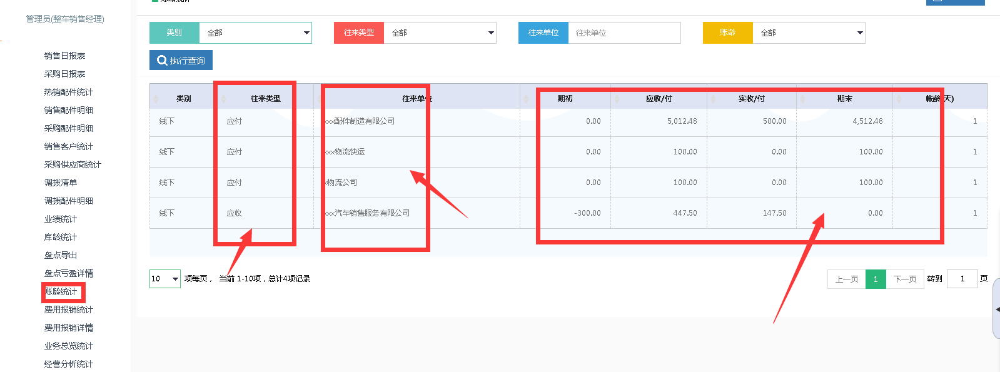 管理员(整车销售经理)
销售日报表
采购日报表
热销配件统计
销售配件明细
采购配件明细
销售客户统计
采购供应商统计
调拨清单
调拨配件明细
业绩统计
库龄统计
盘点导出
盘点亏盈详情
账龄统计
费用报销统计
费用报销详情
业务总览统计
经营分析统计
类别 全部 往来类型 全部 往来单位 往来单位 账龄 全部
执行查询
类别 往来类型 往来单位 期初 应收/付 实收/付 期末 帐龄(天)
线下 应付 xxx配件制造有限公司 0.00 5,012.48 500.00 4,512.48 1
线下 应付 xxx物流快运 0.00 100.00 0.00 100.00 1
线下 应付 物流公司 0.00 100.00 0.00 100.00 1
线下 应收 xxx汽车销售服务有限公司 -300.00 447.50 147.50 0.00 1
10 项每页， 当前 1-10项，总计4项记录 上一页 1 下一页 转到 1 页